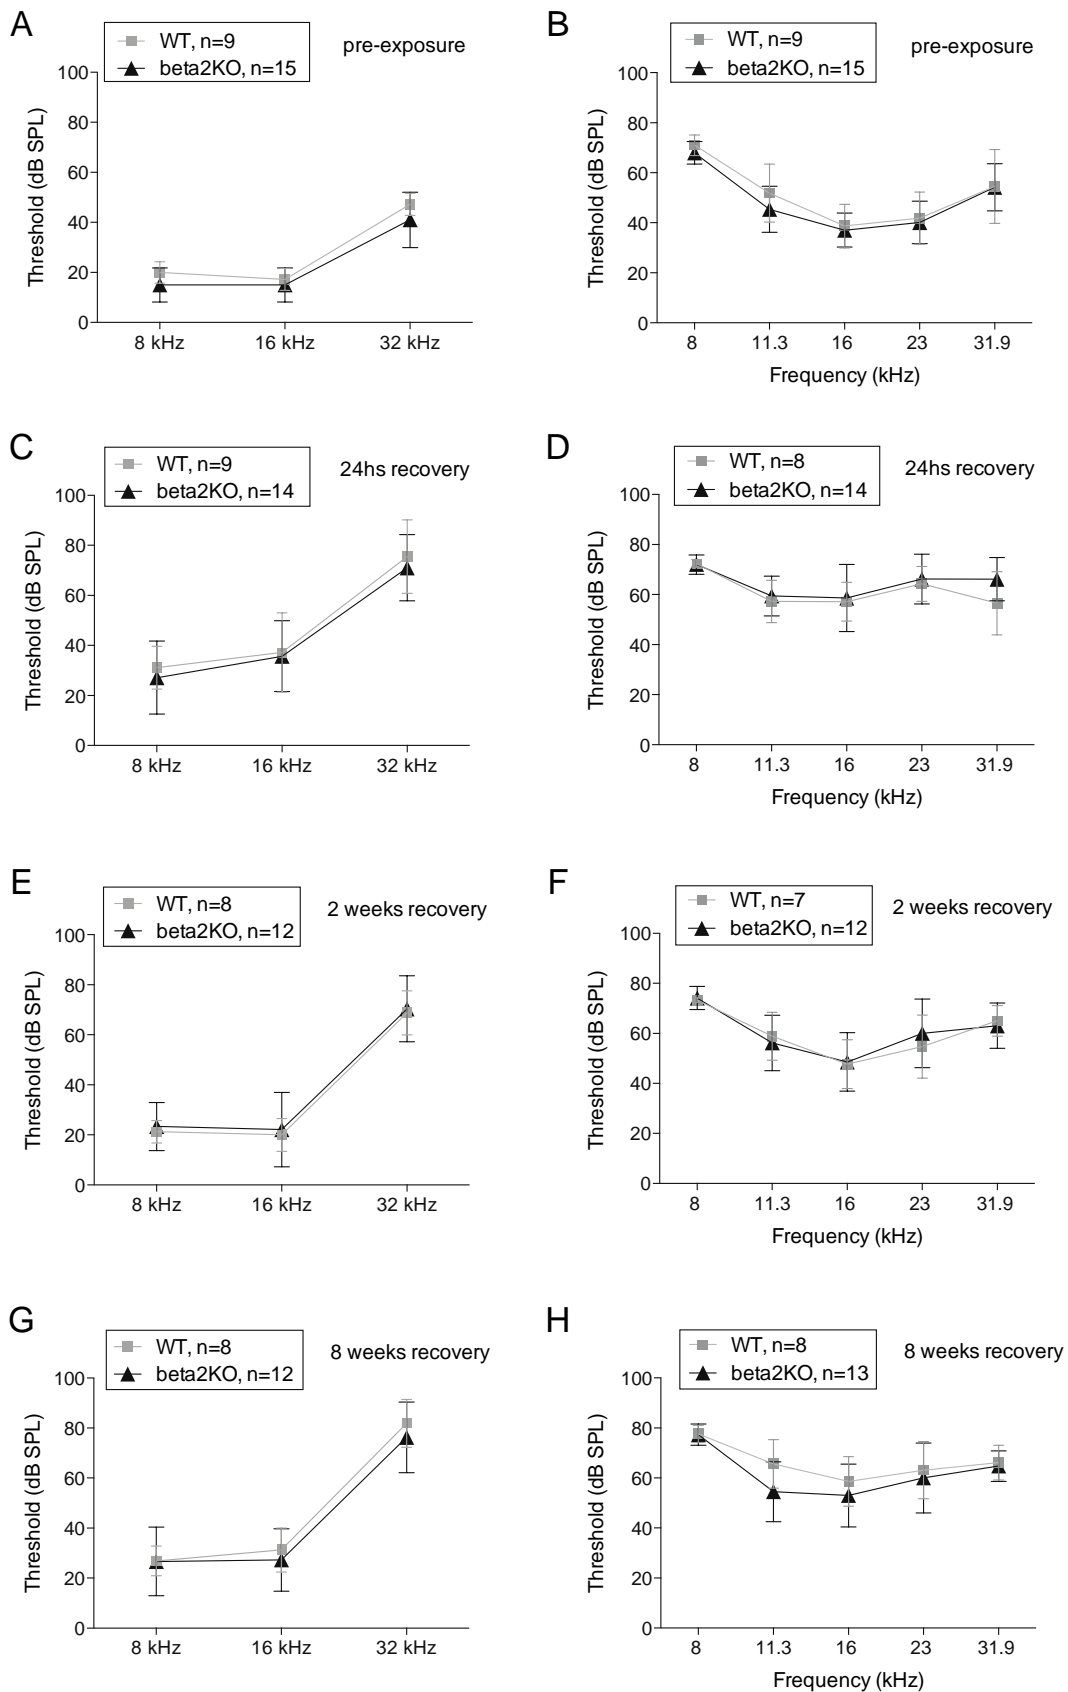 A
WT, n=9
beta2KO, n=15
pre-exposure
Threshold (dB SPL)
100
80
60
40
20
0
8 kHz 16 kHz 32 kHz
B
WT, n=9
beta2KO, n=15
pre-exposure
Threshold (dB SPL)
100
80
60
40
20
0
8 11.3 16 23 31.9
Frequency (kHz)
C
WT, n=9
beta2KO, n=14
24hs recovery
Threshold (dB SPL)
100
80
60
40
20
0
8 kHz 16 kHz 32 kHz
D
WT, n=8
beta2KO, n=14
24hs recovery
Threshold (dB SPL)
100
80
60
40
20
0
8 11.3 16 23 31.9
Frequency (kHz)
E
WT, n=8
beta2KO, n=12
2 weeks recovery
Threshold (dB SPL)
100
80
60
40
20
0
8 kHz 16 kHz 32 kHz
F
WT, n=7
beta2KO, n=12
2 weeks recovery
Threshold (dB SPL)
100
80
60
40
20
0
8 11.3 16 23 31.9
Frequency (kHz)
G
WT, n=8
beta2KO, n=12
8 weeks recovery
Threshold (dB SPL)
100
80
60
40
20
0
8 kHz 16 kHz 32 kHz
H
WT, n=8
beta2KO, n=13
8 weeks recovery
Threshold (dB SPL)
100
80
60
40
20
0
8 11.3 16 23 31.9
Frequency (kHz)